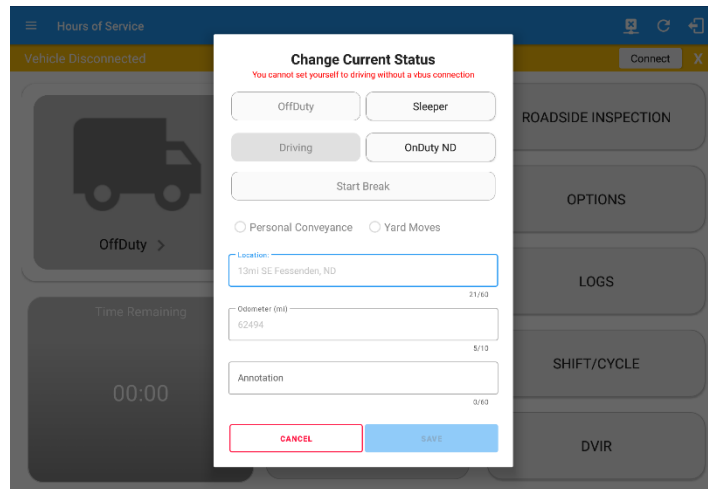 Hours of Service
Vehicle Disconnected
Connect
X
Change Current Status
You cannot set yourself to driving without a vbus connection
OffDuty
Sleeper
Driving
OnDuty ND
Start Break
Personal Conveyance
Yard Moves
Location:
13mi SE Fessenden, ND
21/60
Odometer (mi)
62494
5/10
Annotation
0/60
CANCEL
SAVE
OffDuty >
Time Remaining
00:00
ROADSIDE INSPECTION
OPTIONS
LOGS
SHIFT/CYCLE
DVIR